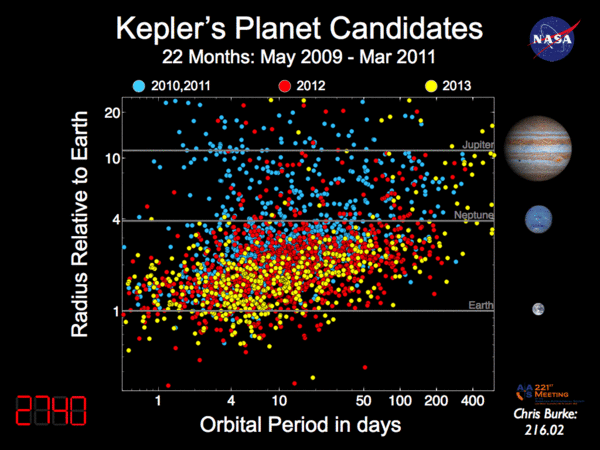 Kepler's Planet Candidates
22 Months: May 2009 - Mar 2011
NASA
2010,2011
2012
2013
20
10
4
1
Radius Relative to Earth
Jupiter
Neptune
Earth
1
4
10
20
50
100
200
400
Orbital Period in days
2740
AAS 221ST
MEETING
Chris Burke:
216.02